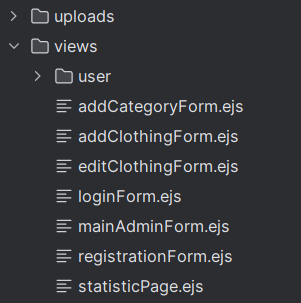 uploads
views
user
addCategoryForm.ejs
addClothingForm.ejs
editClothingForm.ejs
loginForm.ejs
mainAdminForm.ejs
registrationForm.ejs
statisticPage.ejs